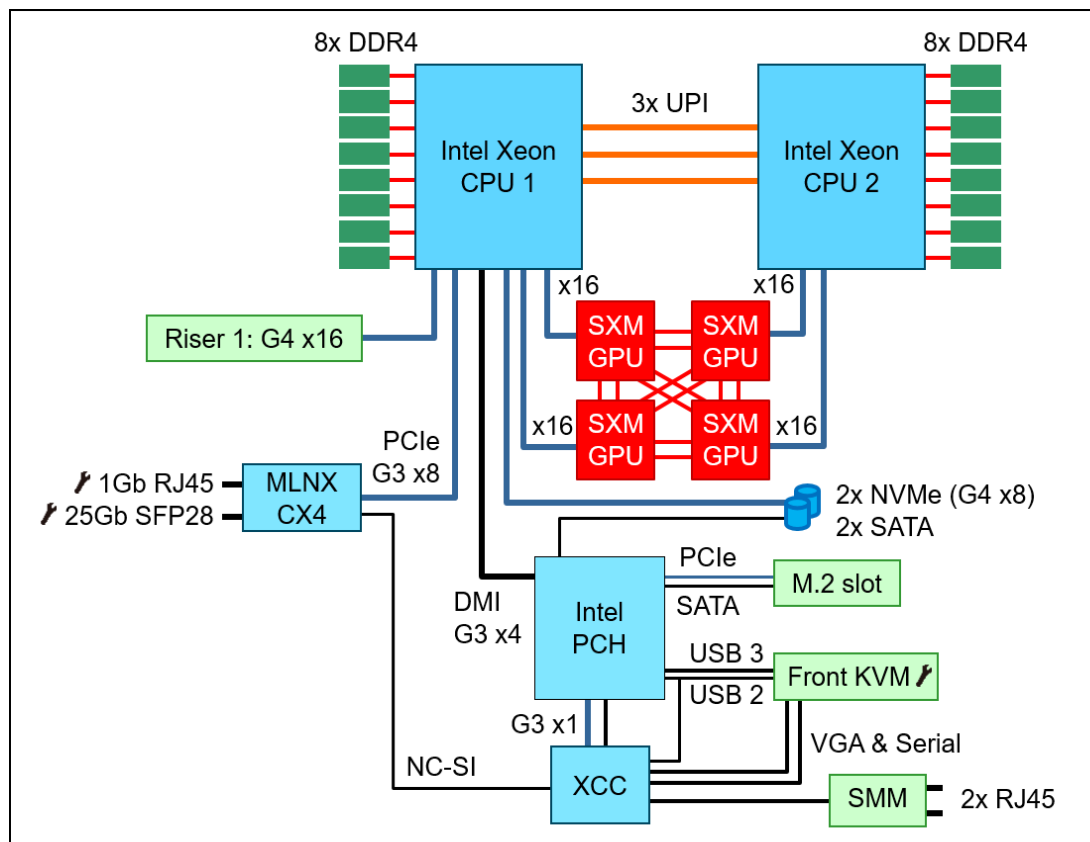 8x DDR4
8x DDR4
3x UPI
Intel Xeon
CPU 1
Intel Xeon
CPU 2
x16
x16
SXM
GPU
SXM
GPU
Riser 1: G4 x16
x16
SXM
GPU
SXM
GPU
x16
PCIe
G3 x8
1Gb RJ45
25Gb SFP28
MLNX
CX4
2x NVMe (G4 x8)
2x SATA
PCIe
SATA
M.2 slot
DMI
G3 x4
Intel
PCH
USB 3
USB 2
Front KVM
G3 x1
VGA & Serial
NC-SI
XCC
SMM
2x RJ45